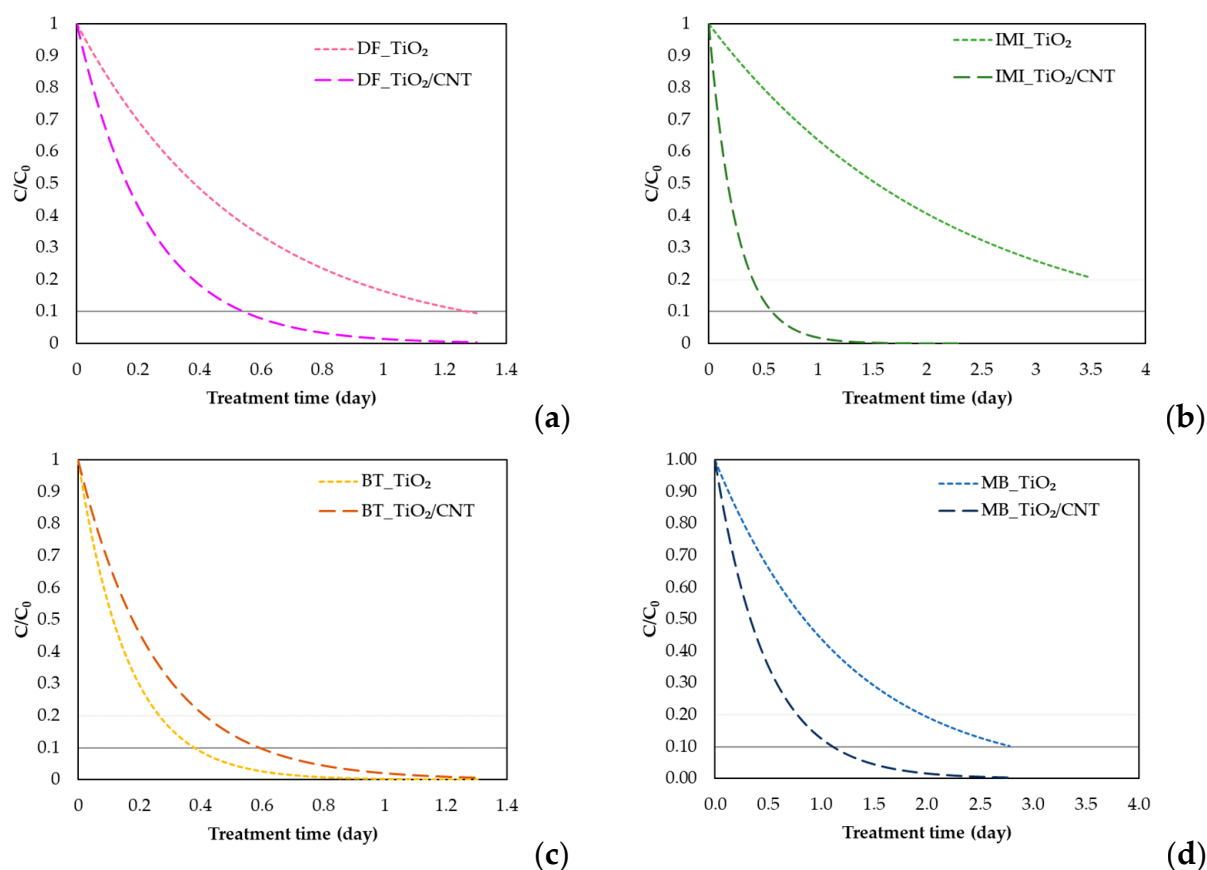 1
0.9
0.8
0.7
0.6
0.5
0.4
0.3
0.2
0.1
0
C/C₀
DF_TiO₂
DF_TiO₂/CNT
0 0.2 0.4 0.6 0.8 1 1.2 1.4
Treatment time (day)
(a)
1
0.9
0.8
0.7
0.6
0.5
0.4
0.3
0.2
0.1
0
C/C₀
IMI_TiO₂
IMI_TiO₂/CNT
0 0.5 1 1.5 2 2.5 3 3.5 4
Treatment time (day)
(b)
1
0.9
0.8
0.7
0.6
0.5
0.4
0.3
0.2
0.1
0
C/C₀
BT_TiO₂
BT_TiO₂/CNT
0 0.2 0.4 0.6 0.8 1 1.2 1.4
Treatment time (day)
(c)
1.00
0.90
0.80
0.70
0.60
0.50
0.40
0.30
0.20
0.10
0.00
C/C₀
MB_TiO₂
MB_TiO₂/CNT
0.0 0.5 1.0 1.5 2.0 2.5 3.0 3.5 4.0
Treatment time (day)
(d)